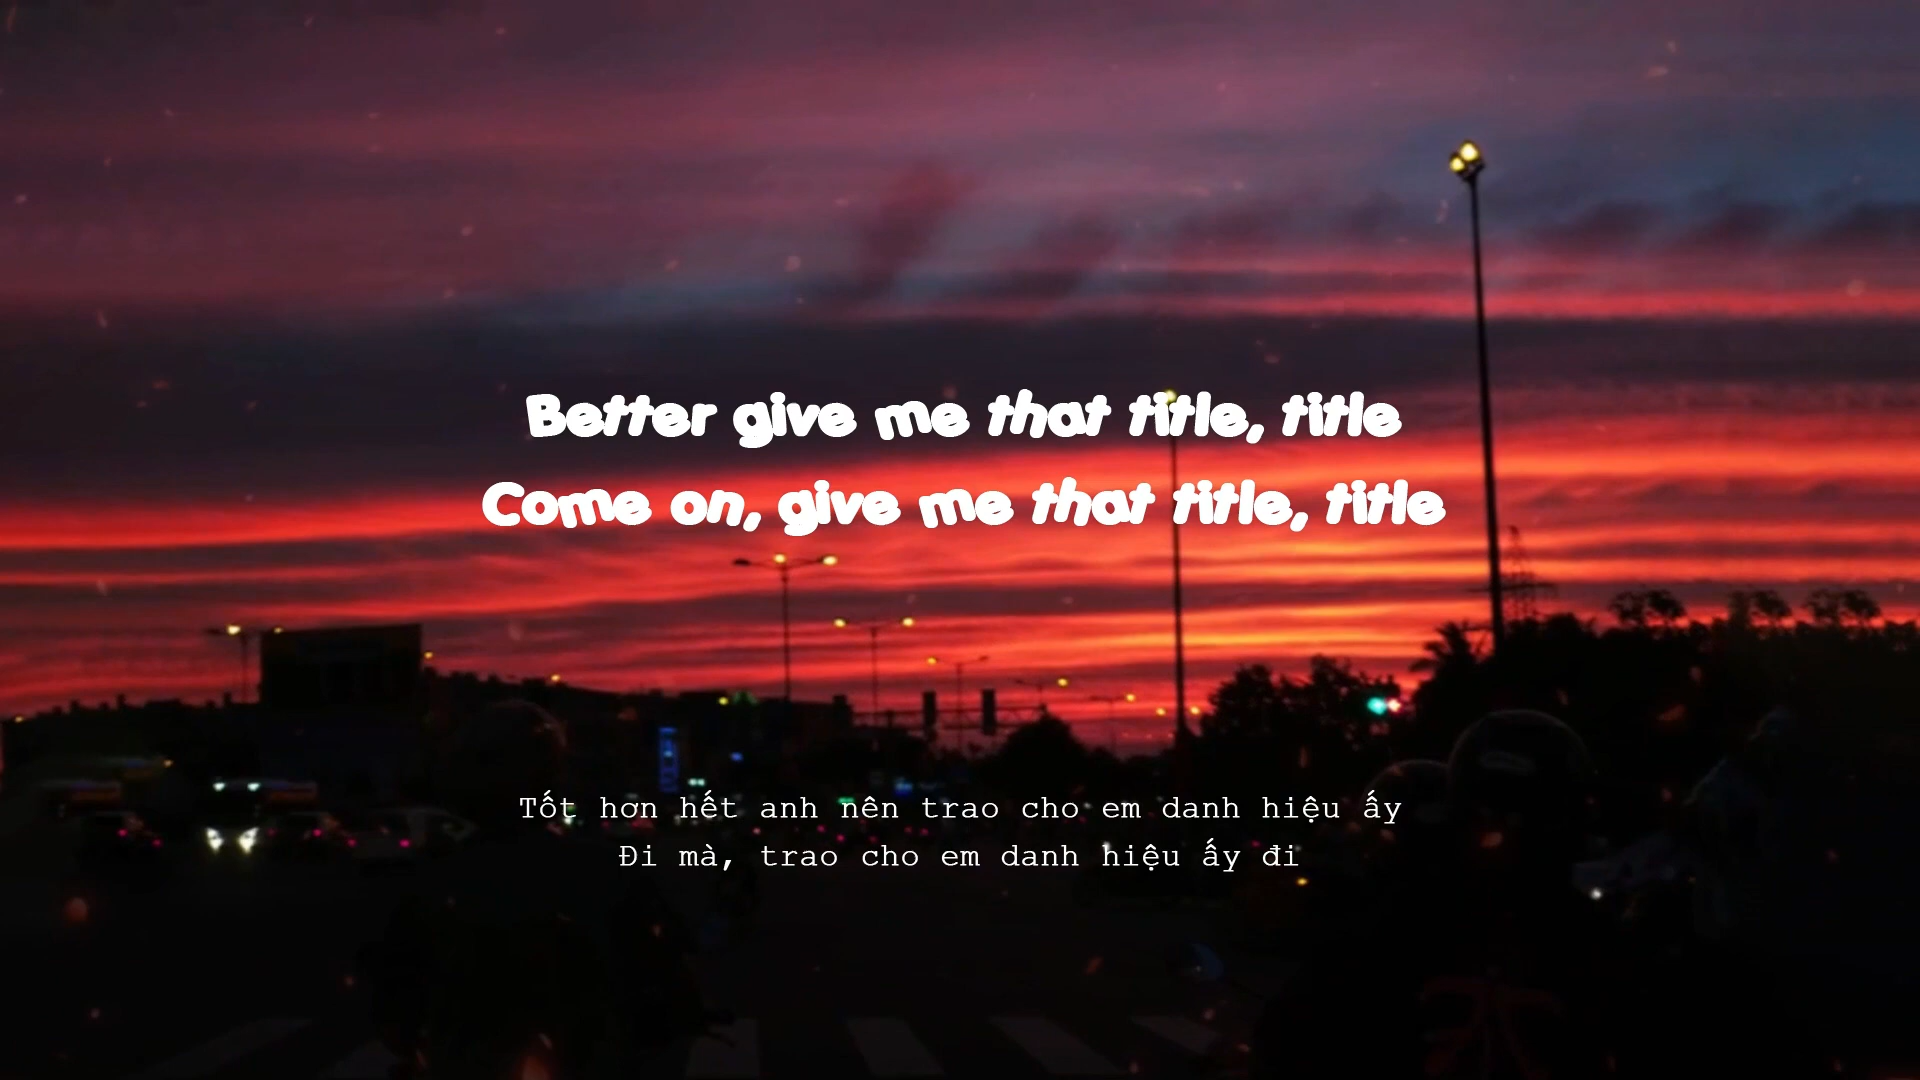 Better give me that title, title
Come on, give me that title, title
Tốt hơn hết anh nên trao cho em danh hiệu ấy
Đi mà, trao cho em danh hiệu ấy đi